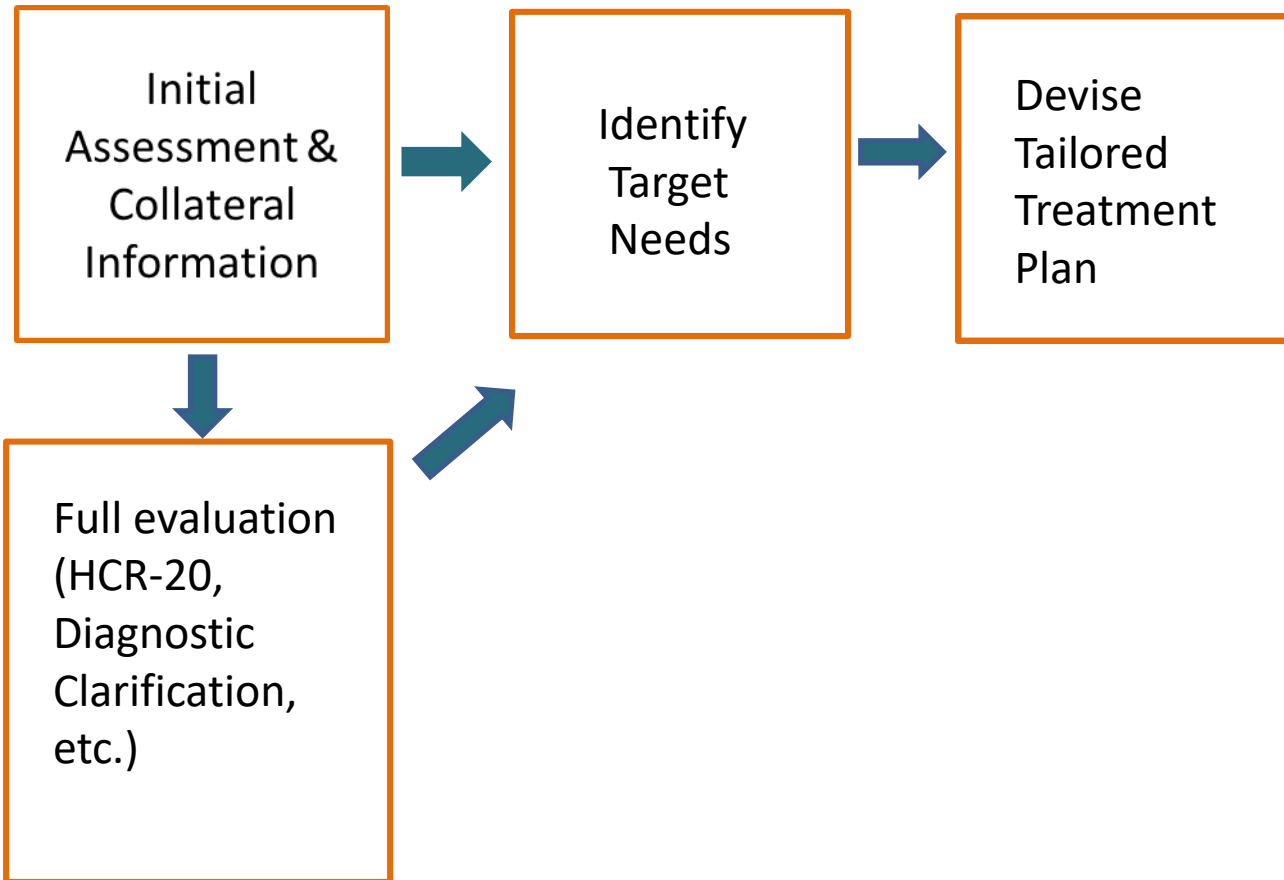 Initial
Assessment &
Collateral
Information
Identify
Target
Needs
Devise
Tailored
Treatment
Plan
Full evaluation
(HCR-20,
Diagnostic
Clarification,
etc.)